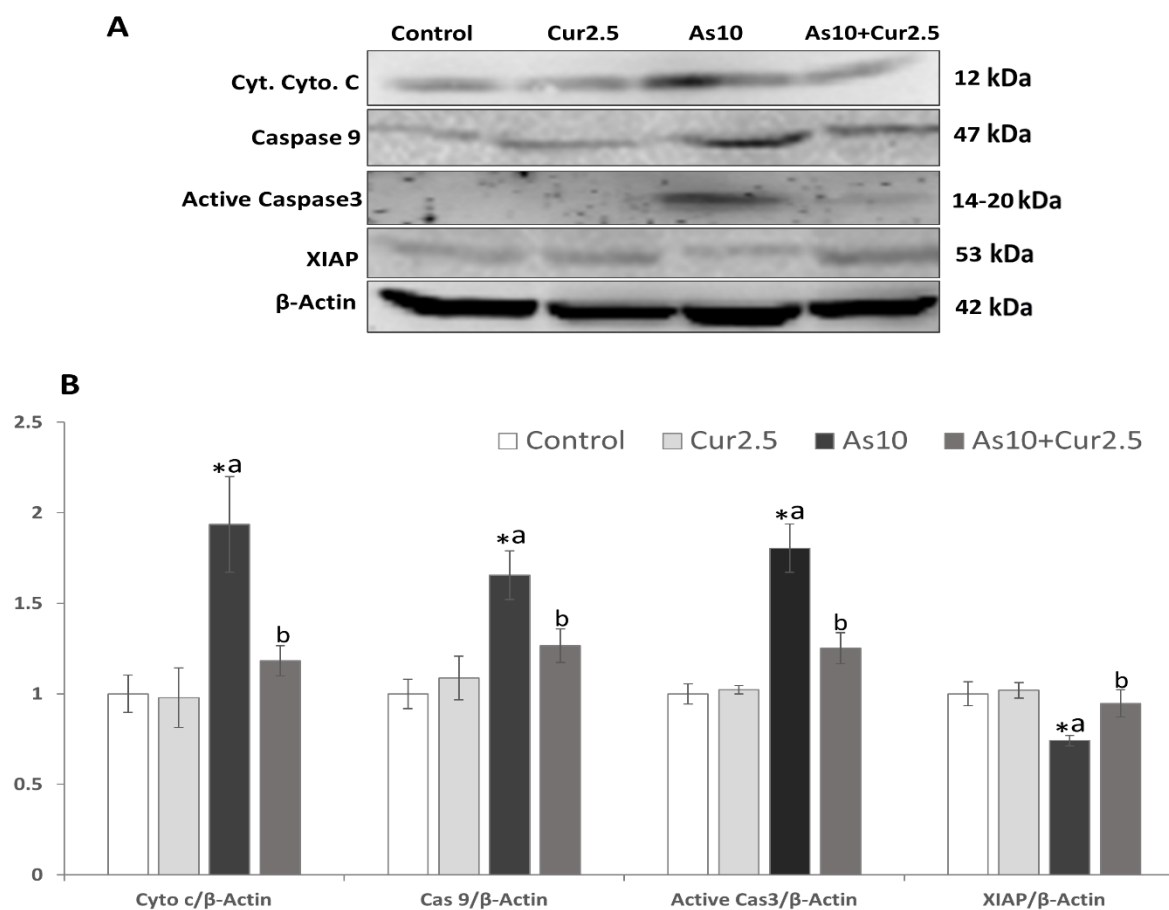 A
Control Cur2.5 As10 As10+Cur2.5
Cyt. Cyto. C 12 kDa
Caspase 9 47 kDa
Active Caspase3 14-20 kDa
XIAP 53 kDa
β-Actin 42 kDa
B
2.5
Control Cur2.5 As10 As10+Cur2.5
*a
2
*a
*a
1.5
b
b
b
b
1
*a
0.5
0
Cyto c/β-Actin Cas 9/β-Actin Active Cas3/β-Actin XIAP/β-Actin